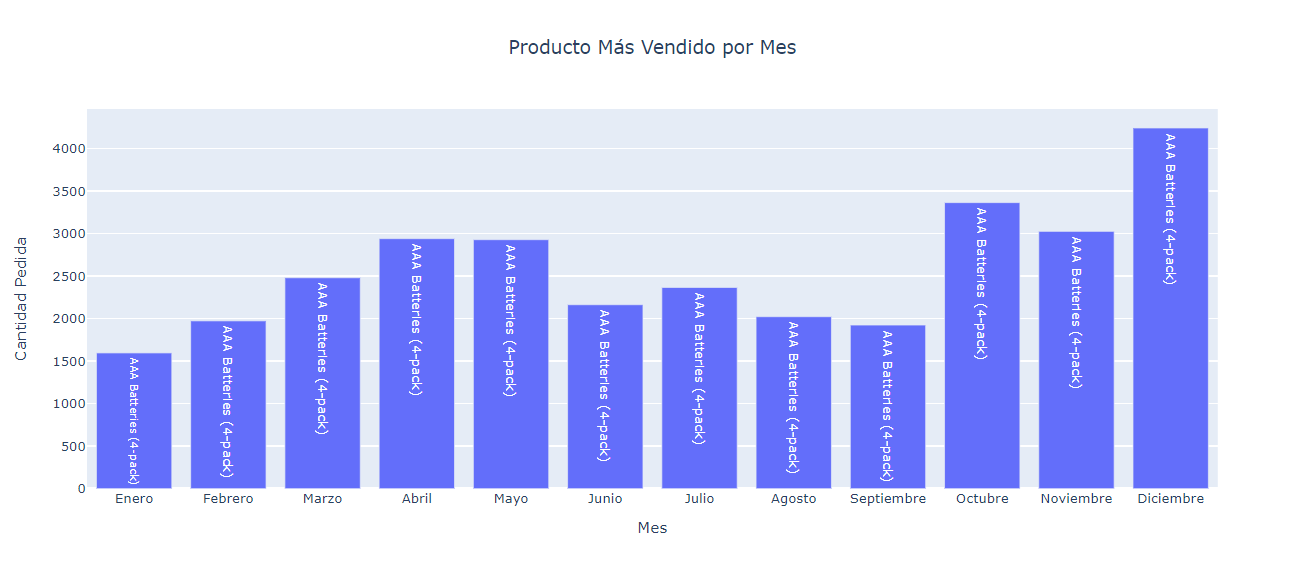 Producto Más Vendido por Mes
Cantidad Pedida
4000
3500
3000
2500
2000
1500
1000
500
0
AAA Batteries (4-pack)
AAA Batteries (4-pack)
AAA Batteries (4-pack)
AAA Batteries (4-pack)
AAA Batteries (4-pack)
AAA Batteries (4-pack)
AAA Batteries (4-pack)
AAA Batteries (4-pack)
AAA Batteries (4-pack)
AAA Batteries (4-pack)
AAA Batteries (4-pack)
AAA Batteries (4-pack)
Enero Febrero Marzo Abril Mayo Junio Julio Agosto Septiembre Octubre Noviembre Diciembre
Mes